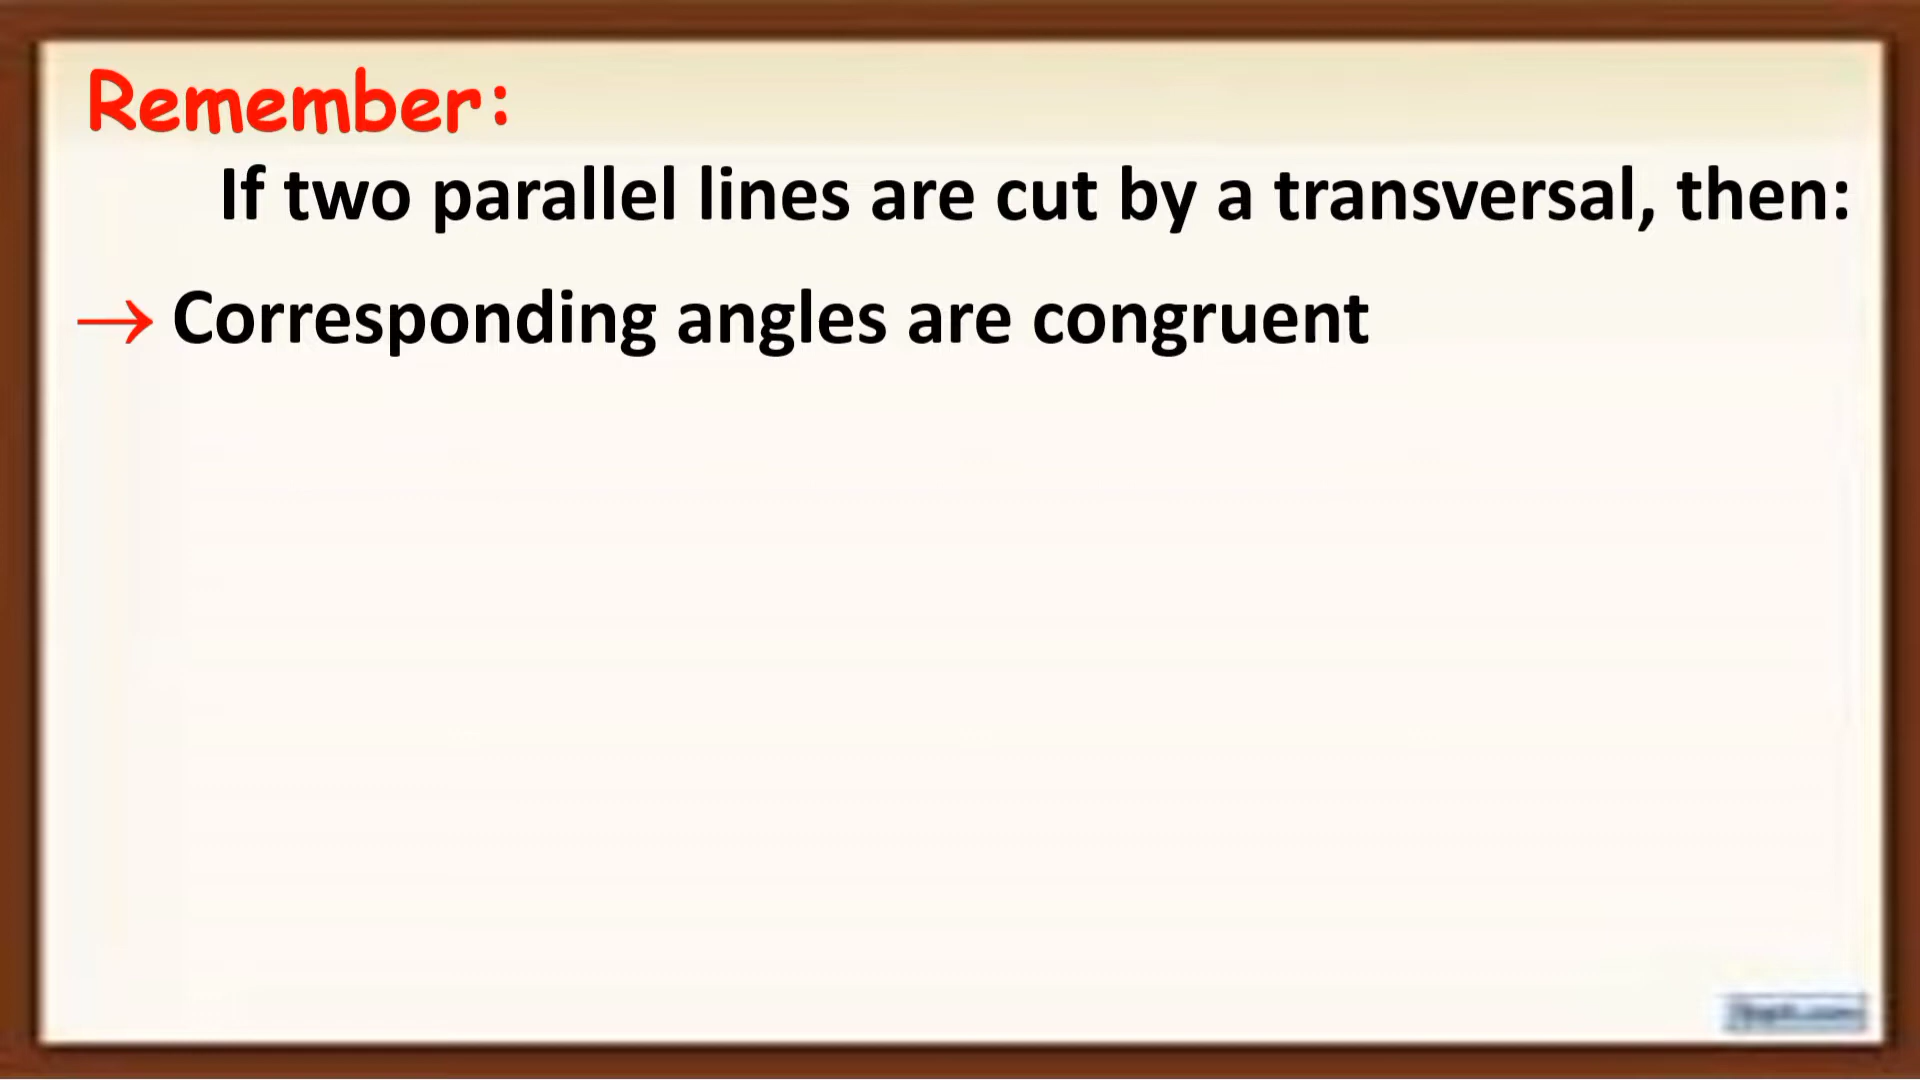 Remember:
If two parallel lines are cut by a transversal, then:
→ Corresponding angles are congruent